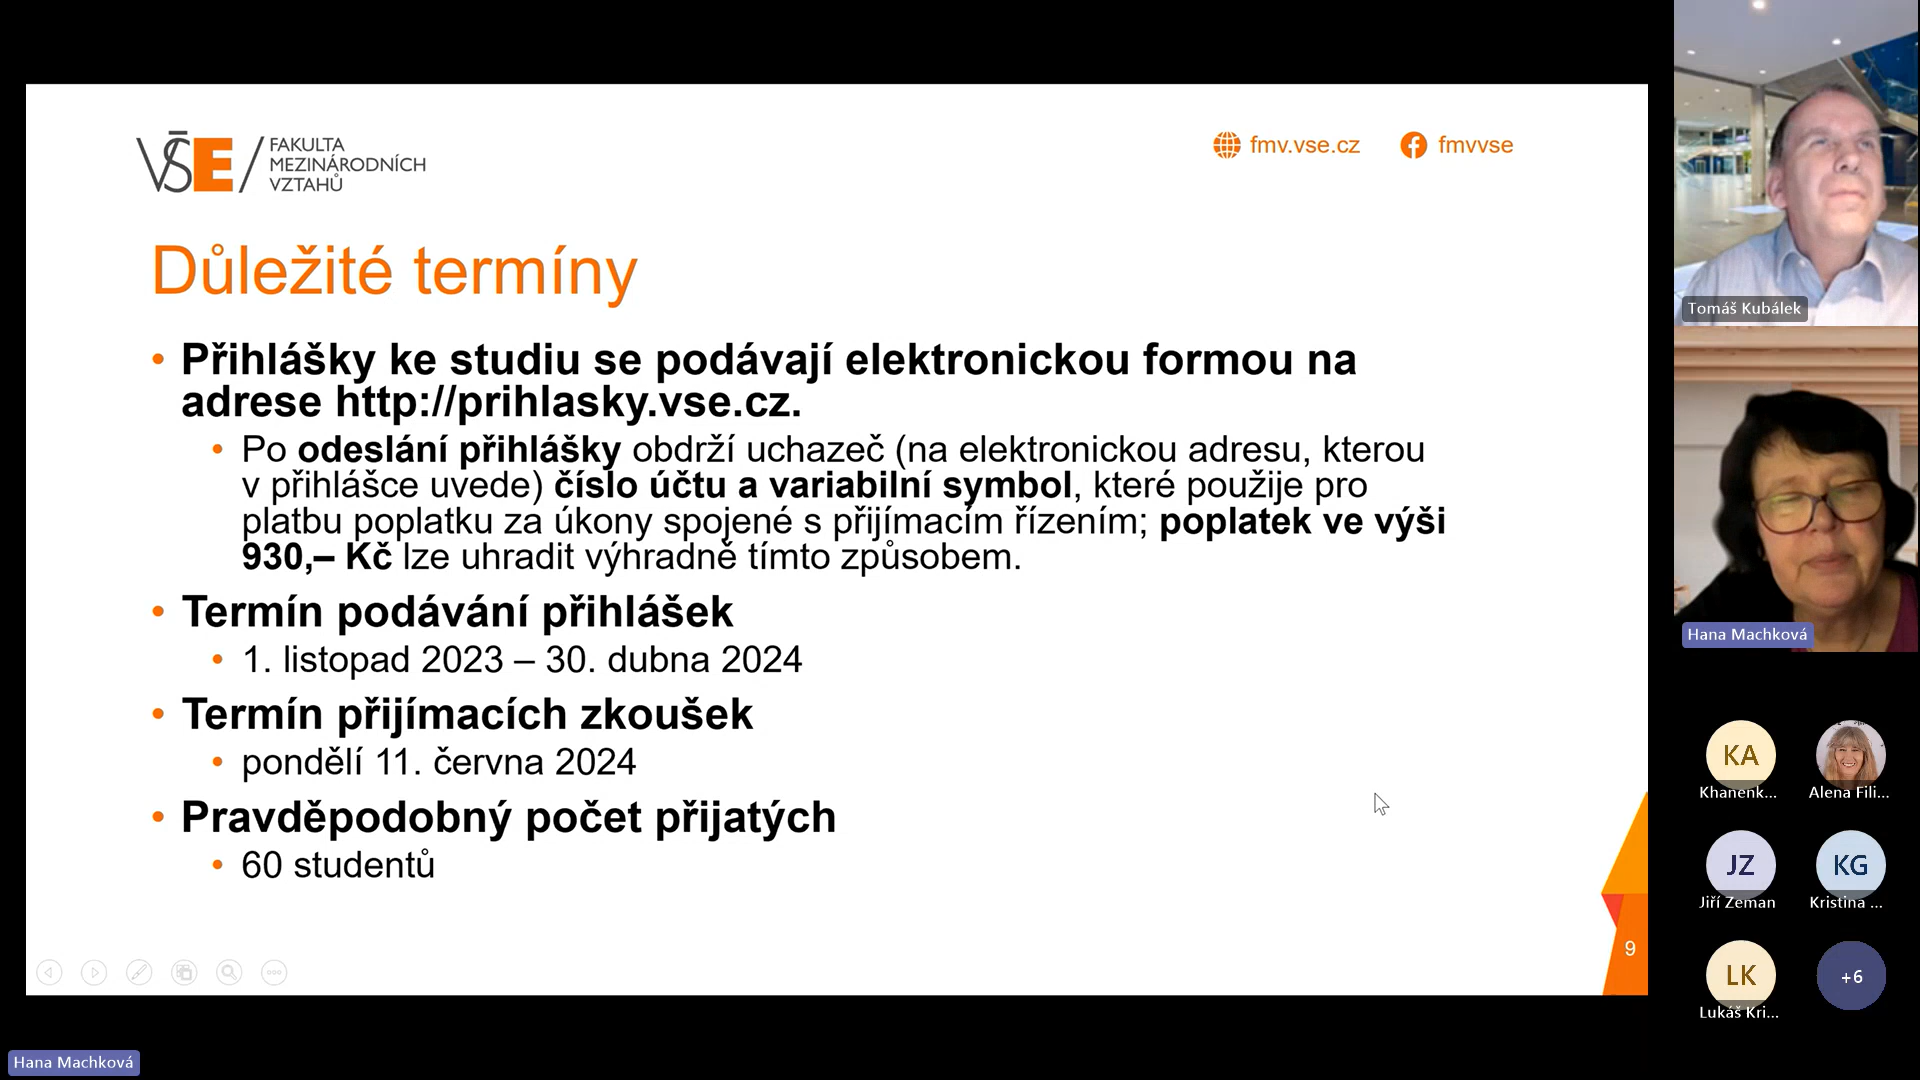 VŠE / FAKULTA
MEZINÁRODNÍCH
VZTAHŮ
fmv.vse.cz
fmvvse
Důležité termíny
• Přihlášky ke studiu se podávají elektronickou formou na
adrese http://prihlasky.vse.cz.
• Po odeslání přihlášky obdrží uchazeč (na elektronickou adresu, kterou
v přihlášce uvede) číslo účtu a variabilní symbol, které použije pro
platbu poplatku za úkony spojené s přijímacím řízením; poplatek ve výši
930,– Kč lze uhradit výhradně tímto způsobem.
• Termín podávání přihlášek
• 1. listopad 2023 – 30. dubna 2024
• Termín přijímacích zkoušek
• pondělí 11. června 2024
• Pravděpodobný počet přijatých
• 60 studentů
9
Tomáš Kubálek
Hana Machková
KA
Khanenk...
Alena Fili...
JZ
Jiří Zeman
KG
Kristina ...
LK
Lukáš Kri...
+6
Hana Machková